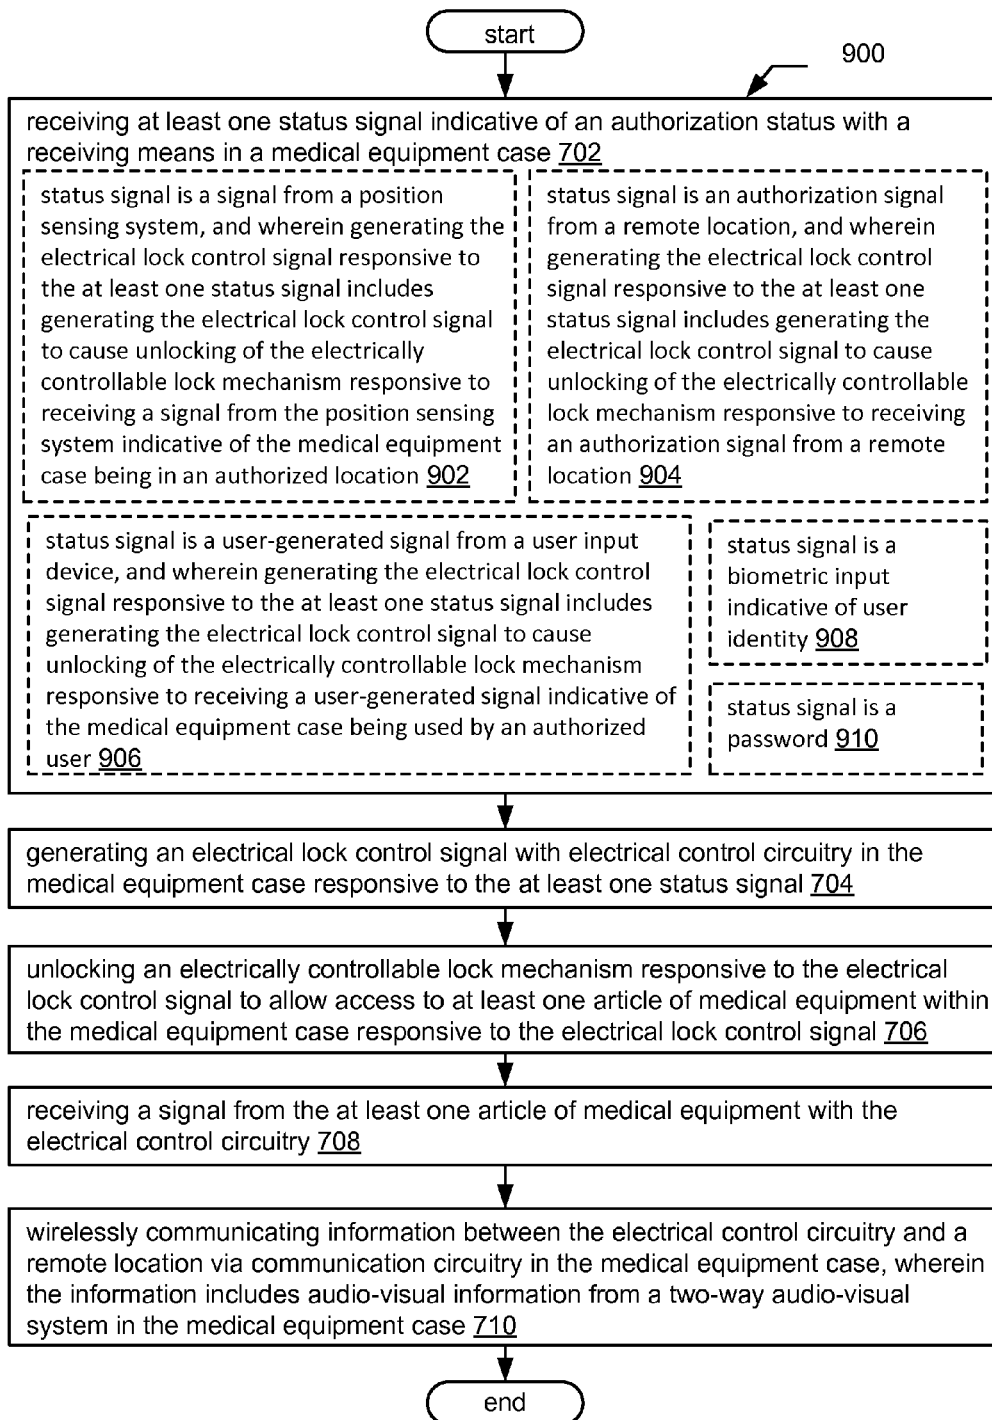 start
900
receiving at least one status signal indicative of an authorization status with a
receiving means in a medical equipment case 702
status signal is a signal from a position
sensing system, and wherein generating the
electrical lock control signal responsive to
the at least one status signal includes
generating the electrical lock control signal
to cause unlocking of the electrically
controllable lock mechanism responsive to
receiving a signal from the position sensing
system indicative of the medical equipment
case being in an authorized location 902
status signal is an authorization signal
from a remote location, and wherein
generating the electrical lock control
signal responsive to the at least one
status signal includes generating the
electrical lock control signal to cause
unlocking of the electrically controllable
lock mechanism responsive to receiving
an authorization signal from a remote
location 904
status signal is a user-generated signal from a user input
device, and wherein generating the electrical lock control
signal responsive to the at least one status signal includes
generating the electrical lock control signal to cause
unlocking of the electrically controllable lock mechanism
responsive to receiving a user-generated signal indicative of
the medical equipment case being used by an authorized
user 906
status signal is a
biometric input
indicative of user
identity 908
status signal is a
password 910
generating an electrical lock control signal with electrical control circuitry in the
medical equipment case responsive to the at least one status signal 704
unlocking an electrically controllable lock mechanism responsive to the electrical
lock control signal to allow access to at least one article of medical equipment within
the medical equipment case responsive to the electrical lock control signal 706
receiving a signal from the at least one article of medical equipment with the
electrical control circuitry 708
wirelessly communicating information between the electrical control circuitry and a
remote location via communication circuitry in the medical equipment case, wherein
the information includes audio-visual information from a two-way audio-visual
system in the medical equipment case 710
end